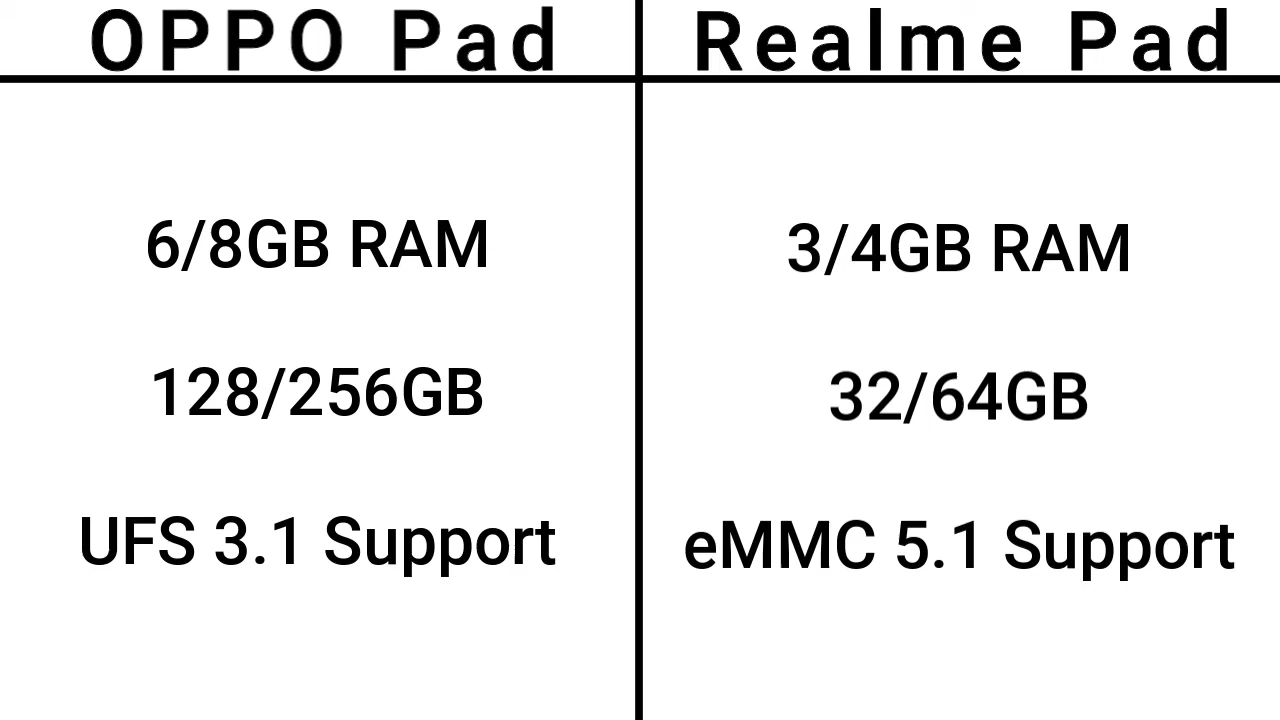 OPPO Pad
6/8GB RAM
128/256GB
UFS 3.1 Support
Realme Pad
3/4GB RAM
32/64GB
eMMC 5.1 Support